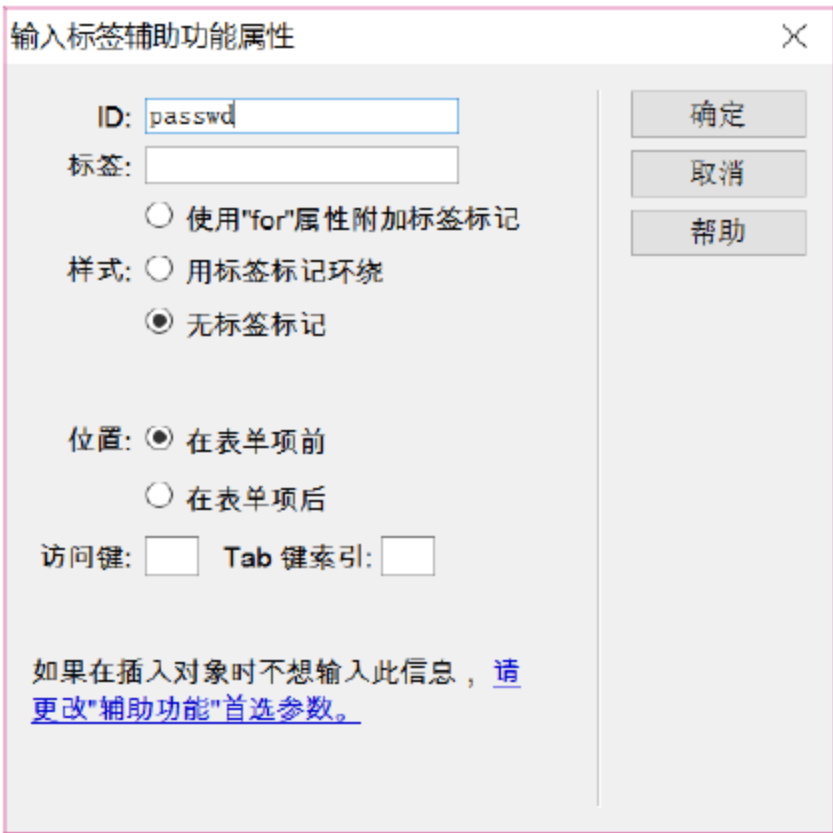 输入标签辅助功能属性
ID: passwd
确定
标签:
取消
使用"for"属性附加标签标记
帮助
样式: 用标签标记环绕
无标签标记
位置: 在表单项前
在表单项后
访问键: Tab 键索引:
如果在插入对象时不想输入此信息，请
更改"辅助功能"首选参数。